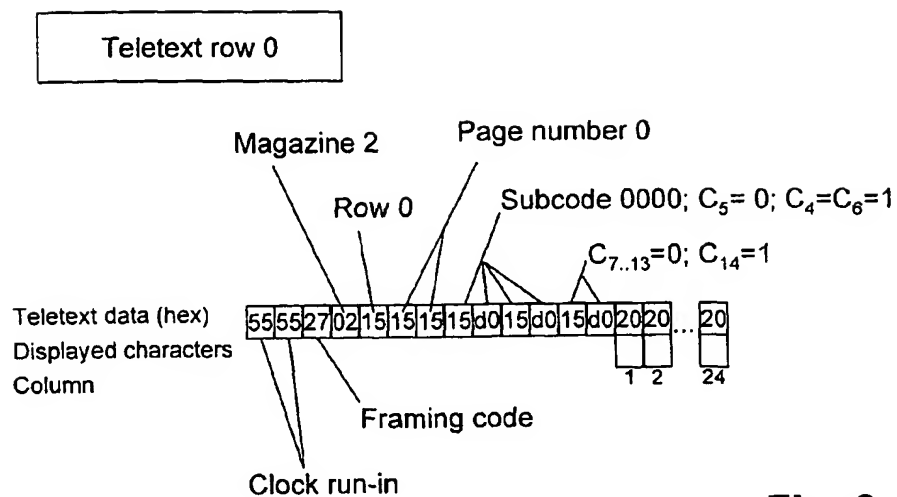 Teletext row 0
Magazine 2
Page number 0
Row 0
Subcode 0000; C5= 0; C4=C6=1
C7..13=0; C14=1
Teletext data (hex) 55 55 27 02 15 15 15 15 d0 15 d0 15 d0 20 20 ... 20
Displayed characters
Column 1 2 24
Framing code
Clock run-in